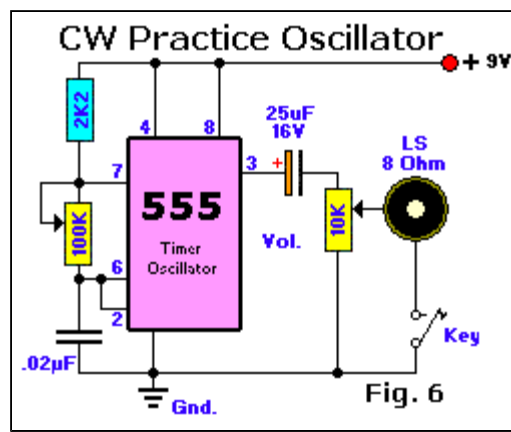 CW Practice Oscillator
+ 9V
2K2
4
8
25uF
16V
LS
8 Ohm
7
3
+
555
Timer
Oscillator
100K
10K
Vol.
6
2
.02µF
Key
Gnd.
Fig. 6